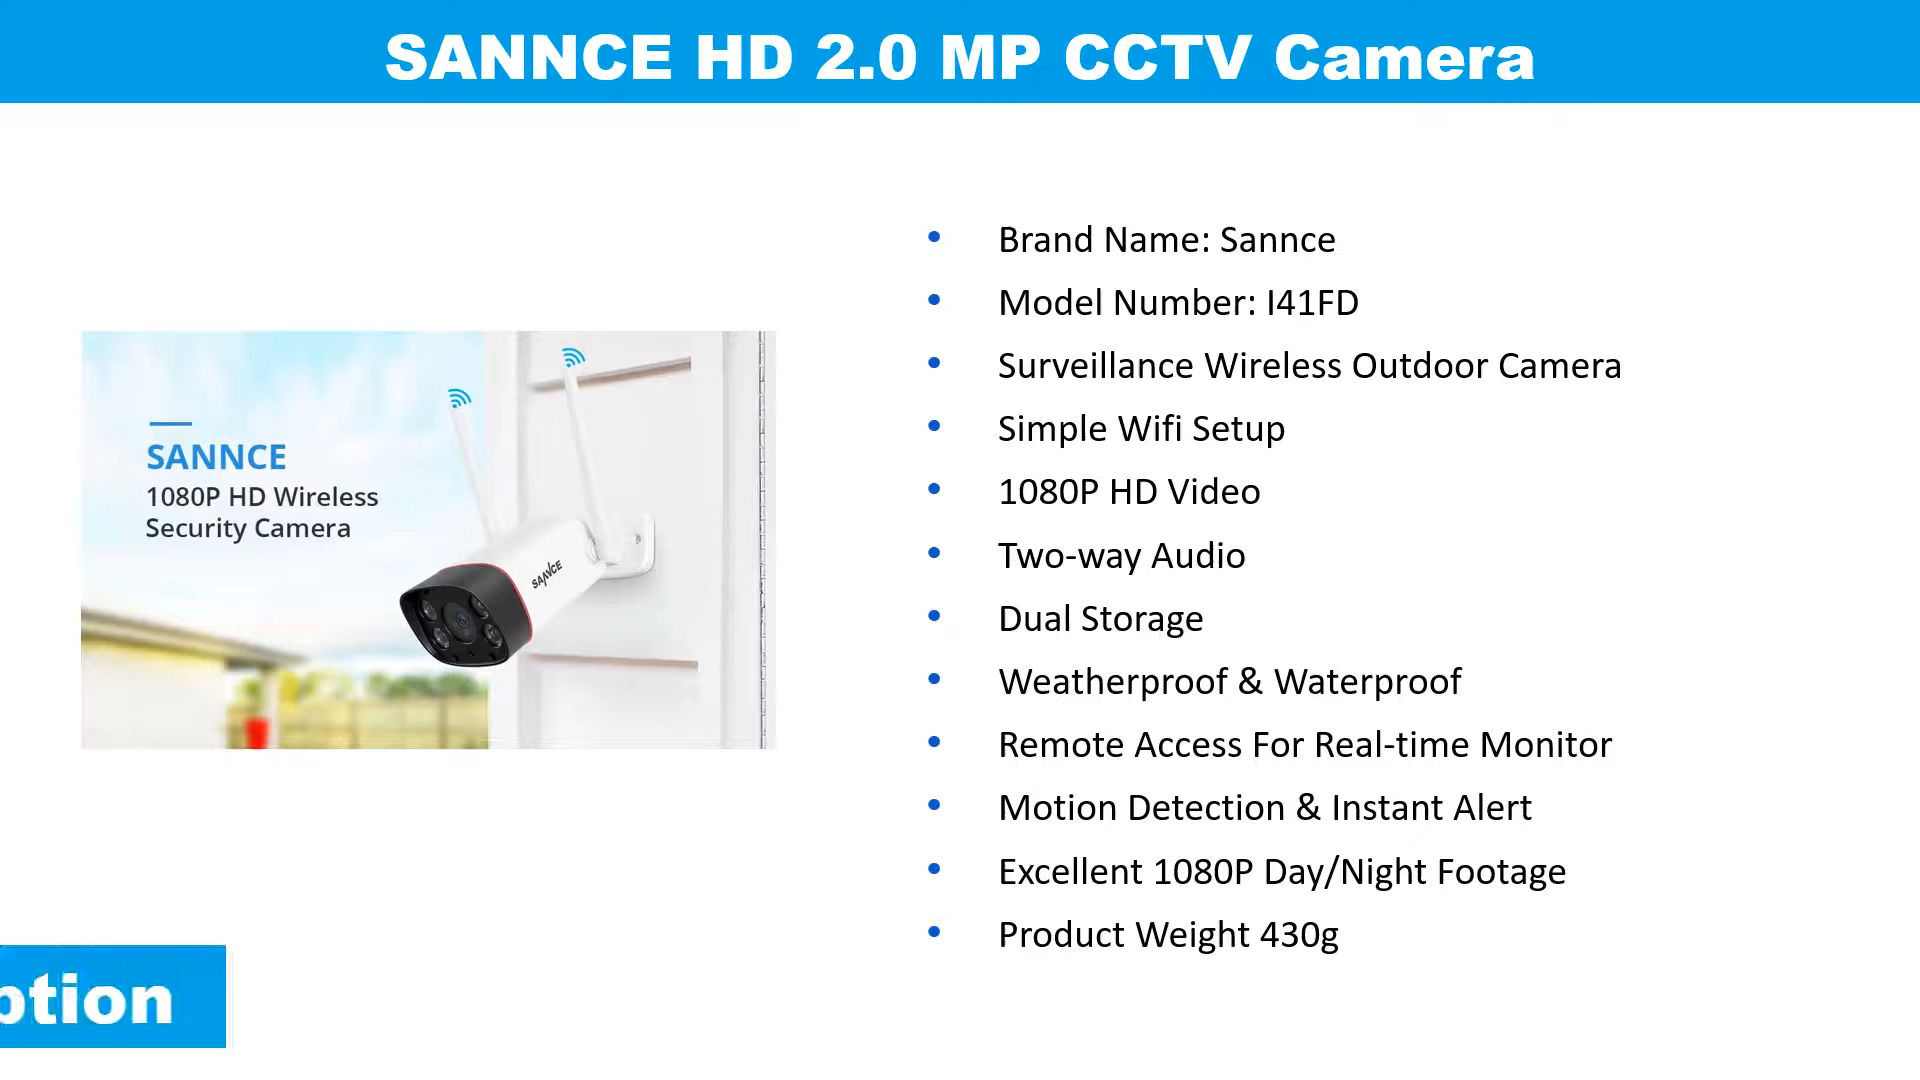 SANNCE HD 2.0 MP CCTV Camera
SANNCE
1080P HD Wireless
Security Camera
SANNCE
• Brand Name: Sannce
• Model Number: I41FD
• Surveillance Wireless Outdoor Camera
• Simple Wifi Setup
• 1080P HD Video
• Two-way Audio
• Dual Storage
• Weatherproof & Waterproof
• Remote Access For Real-time Monitor
• Motion Detection & Instant Alert
• Excellent 1080P Day/Night Footage
• Product Weight 430g
ption